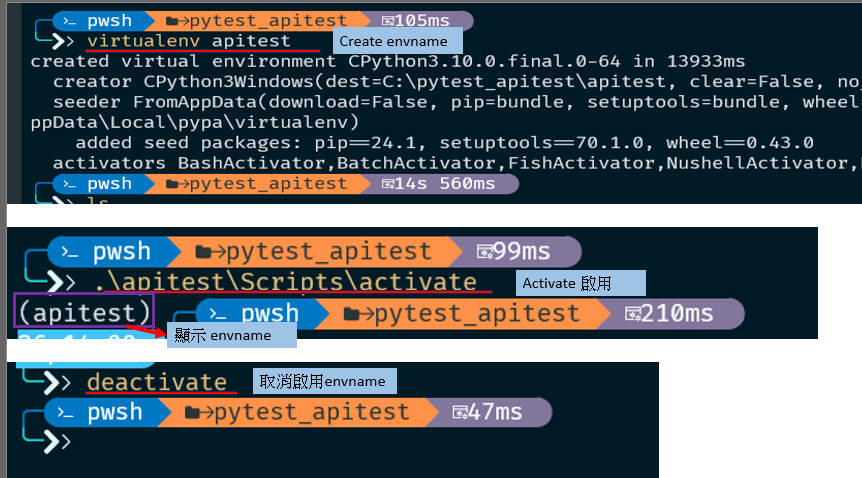 pwsh pytest_apitest 105ms
virtualenv apitest Create envname
created virtual environment CPython3.10.0.final.0-64 in 13933ms
creator CPython3Windows(dest=C:\pytest_apitest\apitest, clear=False, no_
seeder FromAppData(download=False, pip=bundle, setuptools=bundle, wheel=
ppData\Local\pypa\virtualenv)
added seed packages: pip==24.1, setuptools==70.1.0, wheel==0.43.0
activators BashActivator,BatchActivator,FishActivator,NushellActivator,
pwsh pytest_apitest 14s 560ms
ls
pwsh pytest_apitest 99ms
.\apitest\Scripts\activate Activate 啟用
(apitest) pwsh pytest_apitest 210ms
顯示 envname
deactivate 取消啟用envname
pwsh pytest_apitest 47ms